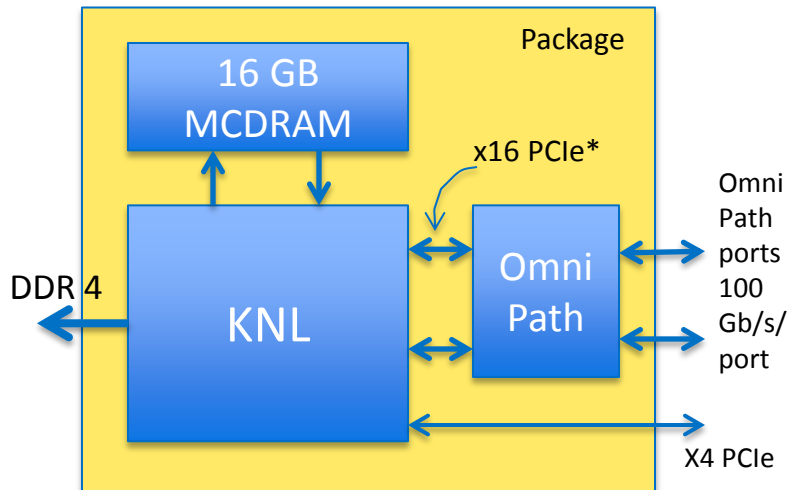 Package
16 GB
MCDRAM
x16 PCIe*
Omni
Path
ports
100
Gb/s/
port
DDR 4
KNL
Omni
Path
X4 PCIe